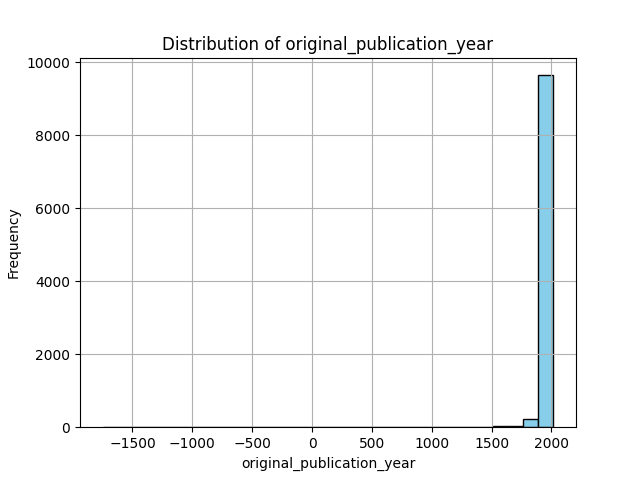 Distribution of original_publication_year
10000
8000
6000
4000
2000
0
Frequency
−1500 −1000 −500 0 500 1000 1500 2000
original_publication_year